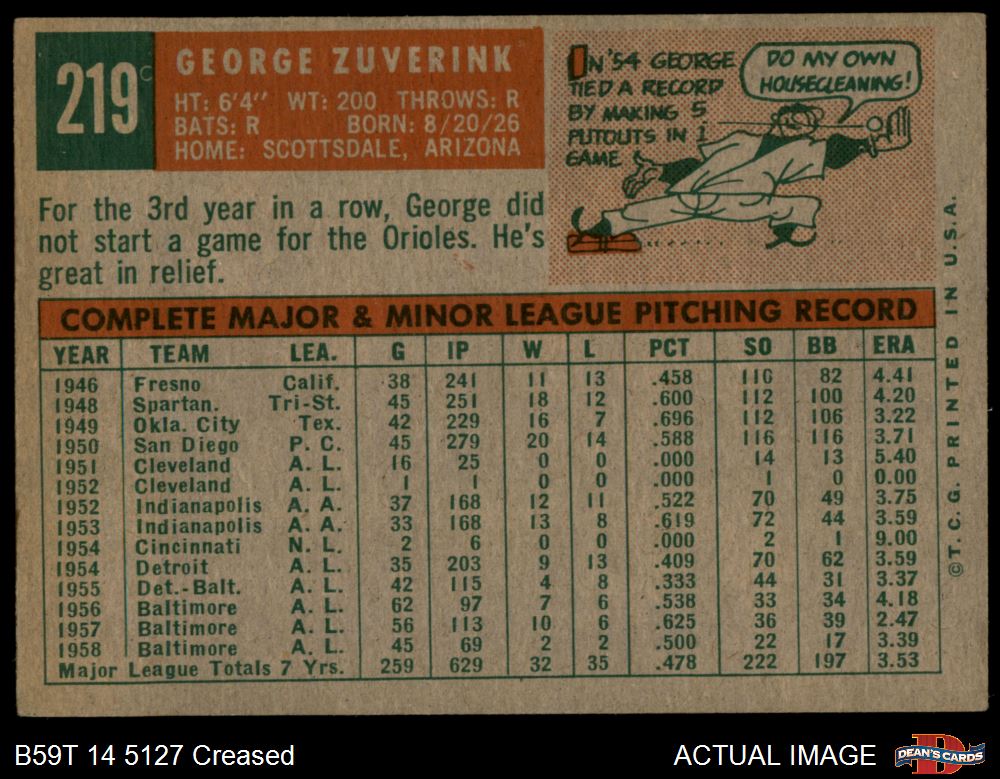 219
GEORGE ZUVERINK
HT: 6'4" WT: 200 THROWS: R
BATS: R BORN: 8/20/26
HOME: SCOTTSDALE, ARIZONA
IN '54 GEORGE
TIED A RECORD
BY MAKING 5
PUTOUTS IN 1
GAME
DO MY OWN
HOUSECLEANING!
For the 3rd year in a row, George did
not start a game for the Orioles. He's
great in relief.
COMPLETE MAJOR & MINOR LEAGUE PITCHING RECORD
YEAR TEAM LEA. G IP W L PCT SO BB ERA
1946 Fresno Calif. 38 241 11 13 .458 110 82 4.41
1948 Spartan. Tri-St. 45 251 18 12 .600 112 100 4.20
1949 Okla. City Tex. 42 229 16 7 .696 112 106 3.22
1950 San Diego P. C. 45 279 20 14 .588 116 116 3.71
1951 Cleveland A. L. 16 25 0 0 .000 14 13 5.40
1952 Cleveland A. L. 1 1 0 0 .000 1 0 0.00
1952 Indianapolis A. A. 37 168 12 11 .522 70 49 3.75
1953 Indianapolis A. A. 33 168 13 8 .619 72 44 3.59
1954 Cincinnati N. L. 2 6 0 0 .000 2 1 9.00
1954 Detroit A. L. 35 203 9 13 .409 70 62 3.59
1955 Det.-Balt. A. L. 42 115 4 8 .333 44 31 3.37
1956 Baltimore A. L. 62 97 7 6 .538 33 34 4.18
1957 Baltimore A. L. 56 113 10 6 .625 36 39 2.47
1958 Baltimore A. L. 45 69 2 2 .500 22 17 3.39
Major League Totals 7 Yrs. 259 629 32 35 .478 222 197 3.53
©T. C. G. PRINTED IN U.S.A.
B59T 14 5127 Creased
ACTUAL IMAGE
DEAN'S CARDS